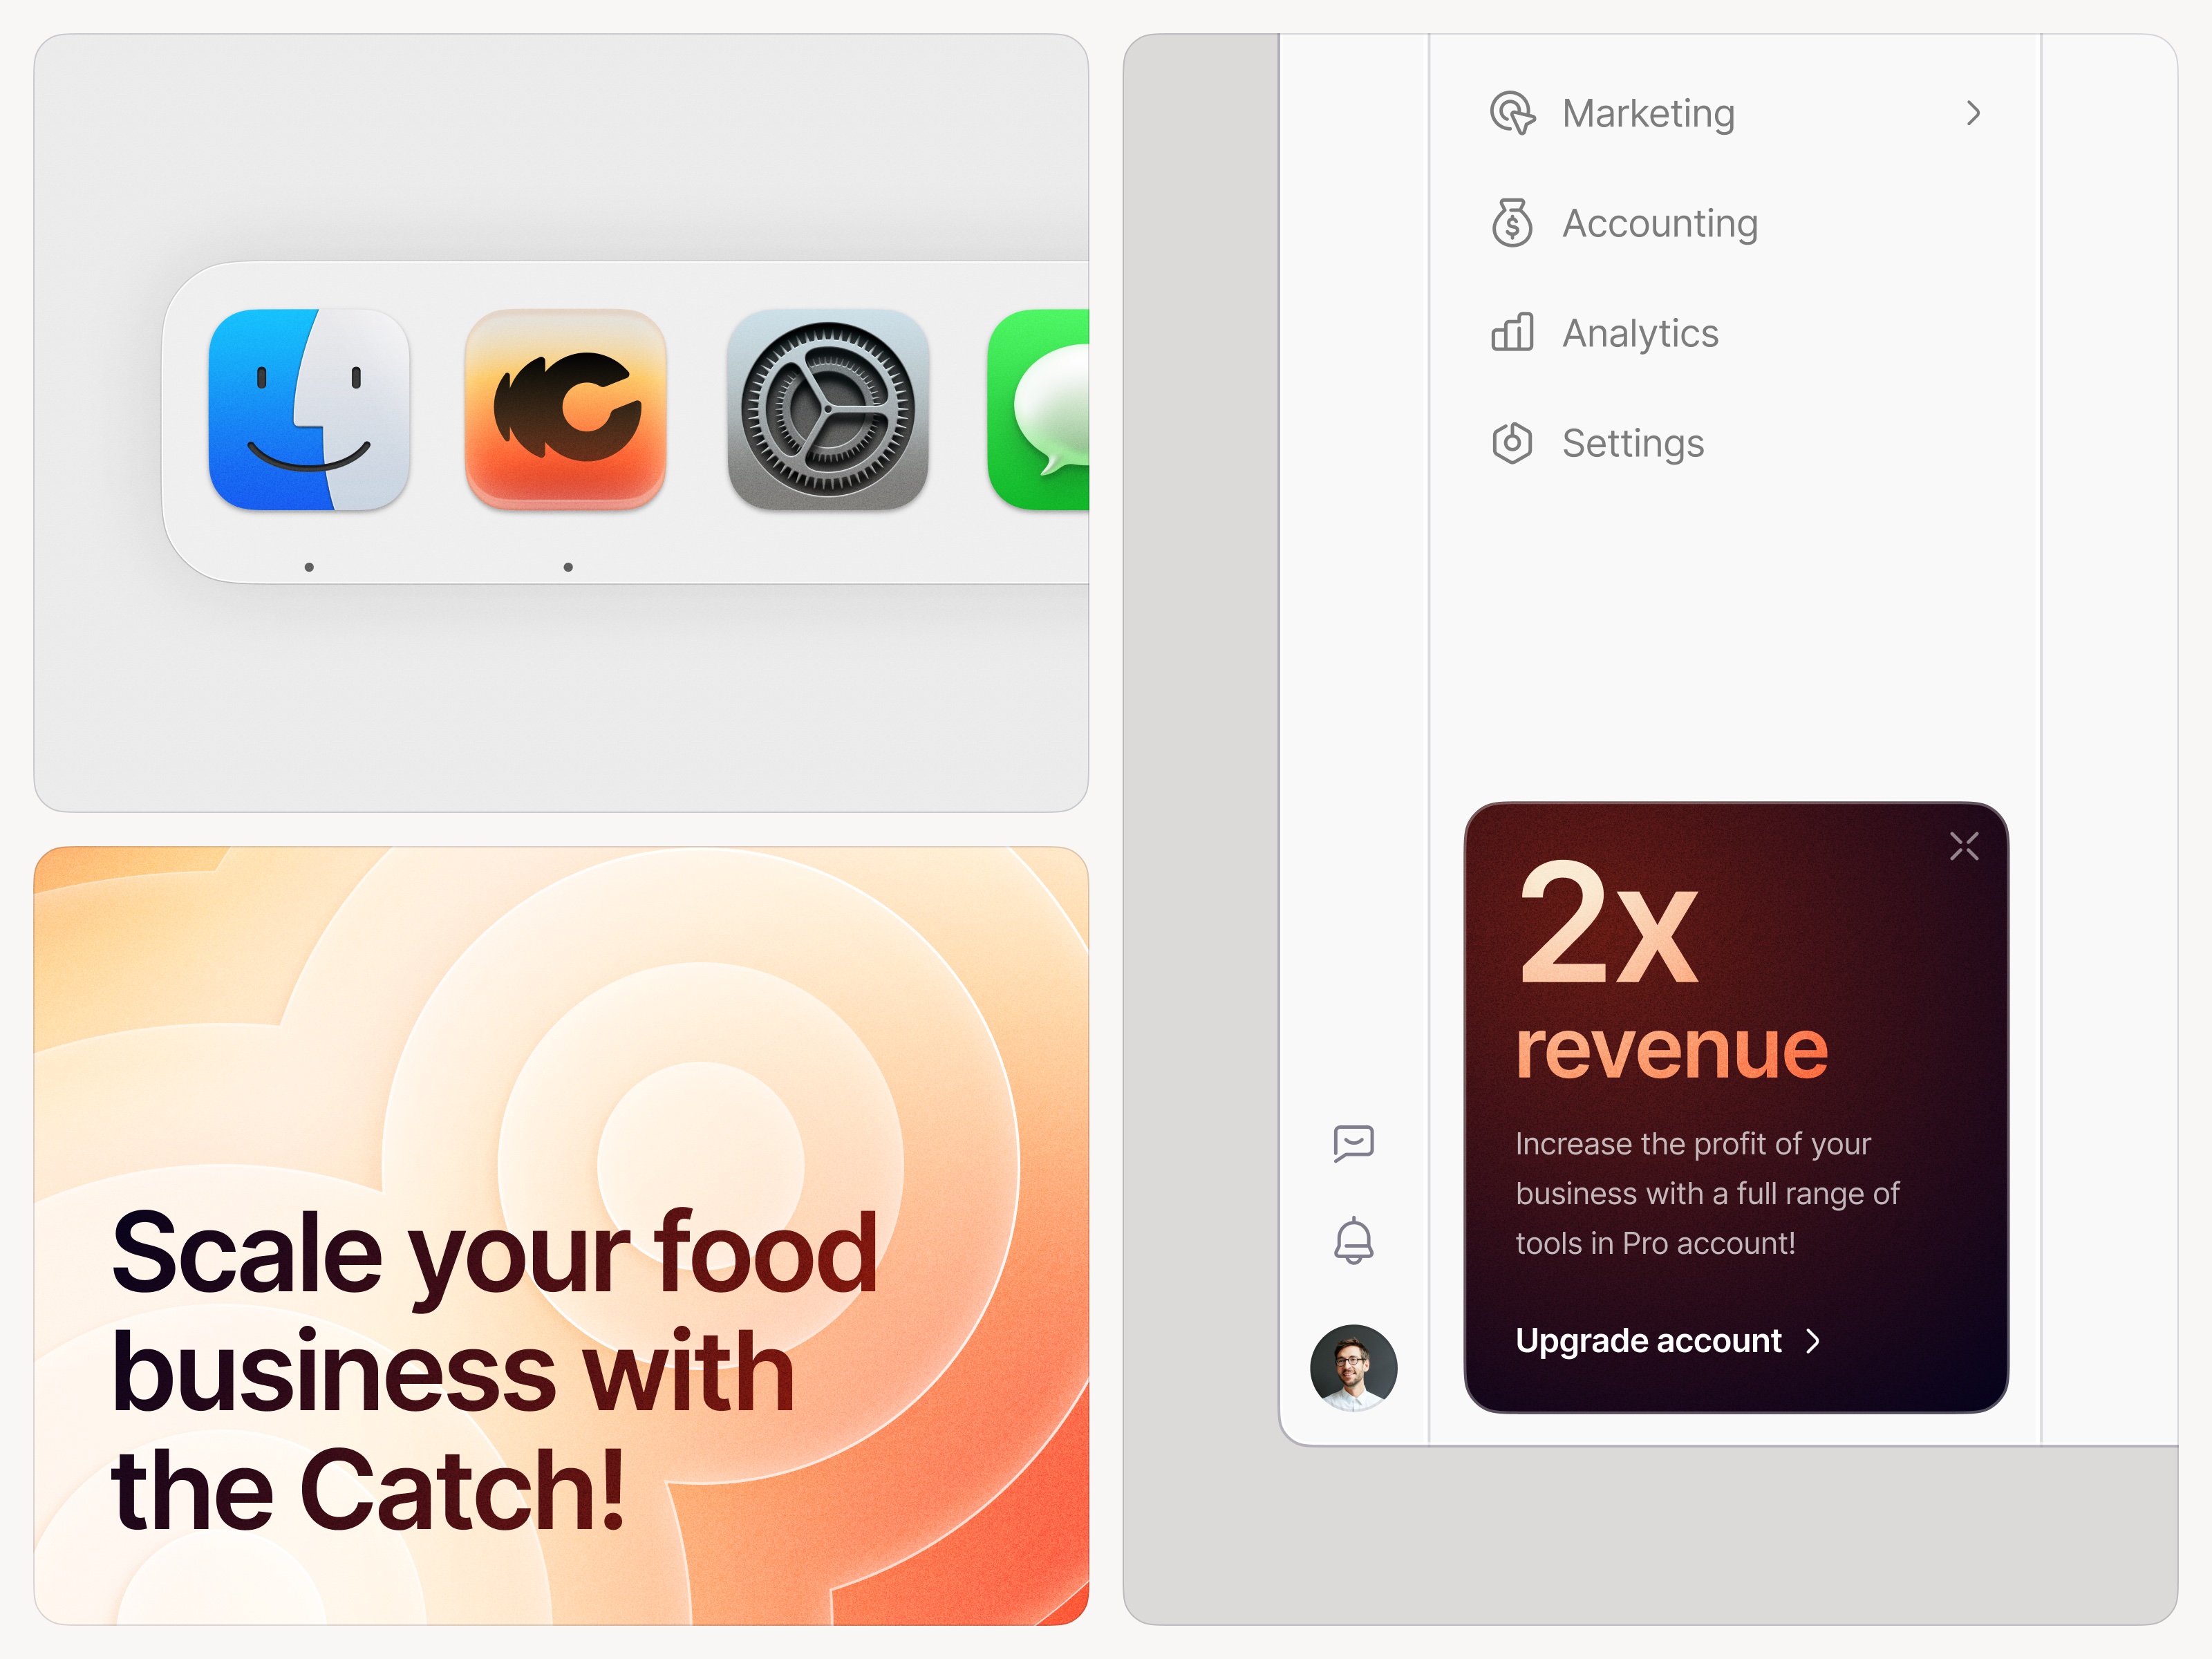 Scale your food
business with
the Catch!
Marketing
Accounting
Analytics
Settings
2x
revenue
Increase the profit of your
business with a full range of
tools in Pro account!
Upgrade account